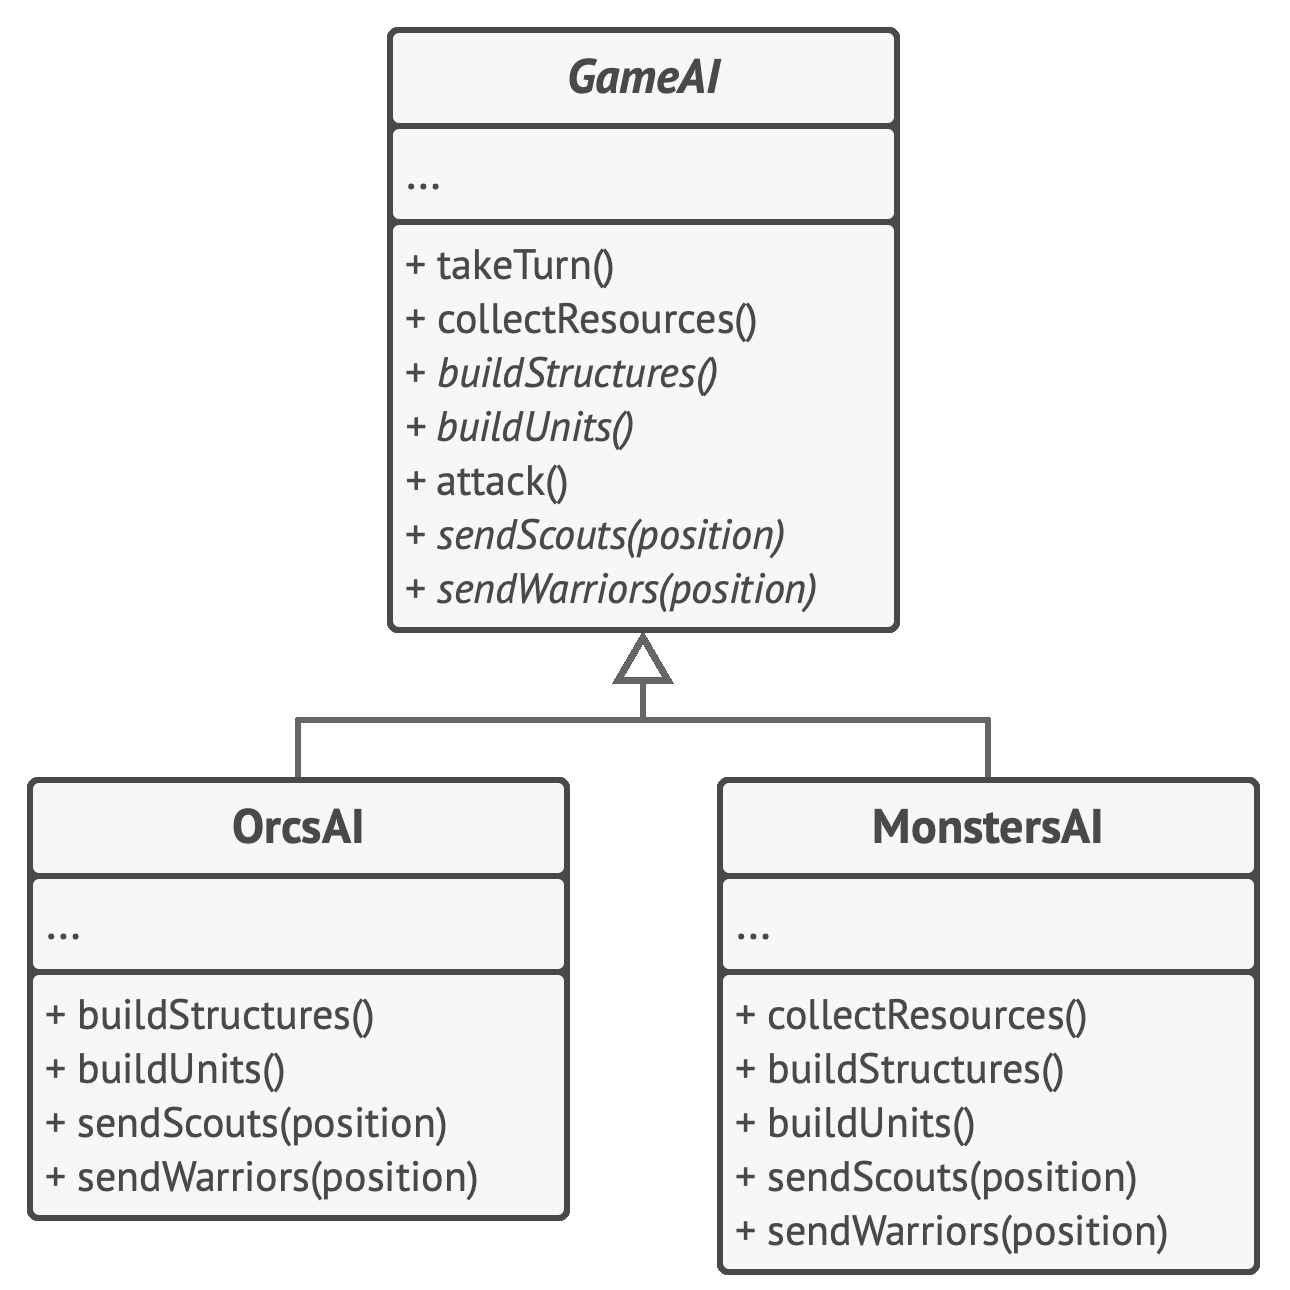 GameAI
...
+ takeTurn()
+ collectResources()
+ buildStructures()
+ buildUnits()
+ attack()
+ sendScouts(position)
+ sendWarriors(position)
OrcsAI
...
+ buildStructures()
+ buildUnits()
+ sendScouts(position)
+ sendWarriors(position)
MonstersAI
...
+ collectResources()
+ buildStructures()
+ buildUnits()
+ sendScouts(position)
+ sendWarriors(position)